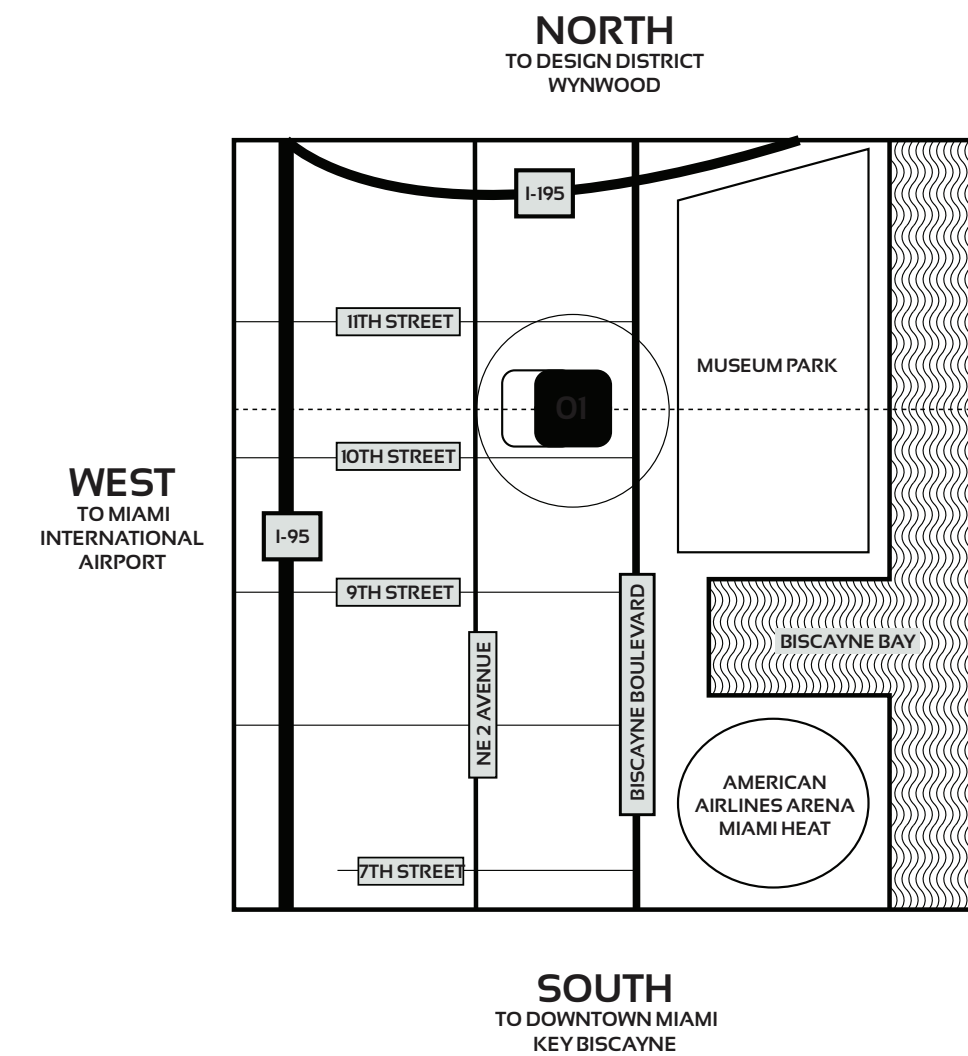 NORTH
TO DESIGN DISTRICT
WYNWOOD
I-195
11TH STREET
MUSEUM PARK
01
10TH STREET
WEST
TO MIAMI
INTERNATIONAL
AIRPORT
I-95
9TH STREET
BISCAYNE BOULEVARD
NE 2 AVENUE
BISCAYNE BAY
AMERICAN
AIRLINES ARENA
MIAMI HEAT
7TH STREET
SOUTH
TO DOWNTOWN MIAMI
KEY BISCAYNE